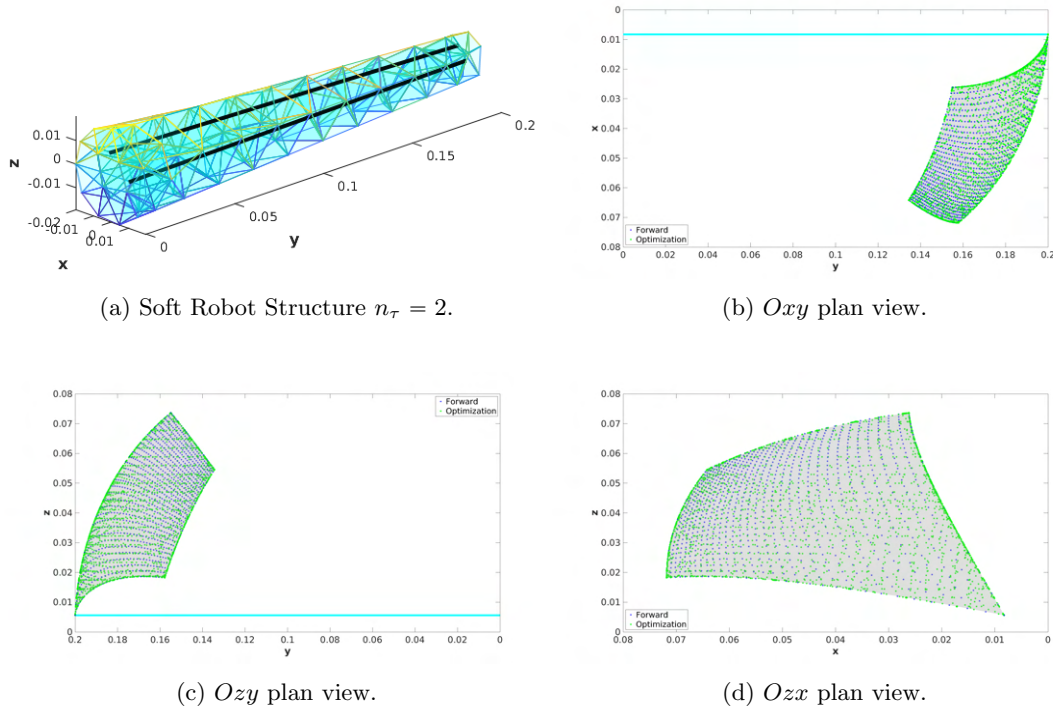 0.01
0
-0.01
-0.02
z
-0.01
0
0.01
x
0
0.05
0.1
0.15
0.2
y
(a) Soft Robot Structure nτ = 2.
0
0.01
0.02
0.03
0.04
0.05
0.06
0.07
0.08
x
Forward
Optimization
0 0.02 0.04 0.06 0.08 0.1 0.12 0.14 0.16 0.18 0.2
y
(b) Oxy plan view.
0.08
0.07
0.06
0.05
0.04
0.03
0.02
0.01
0
z
Forward
Optimization
0.2 0.18 0.16 0.14 0.12 0.1 0.08 0.06 0.04 0.02 0
y
(c) Ozy plan view.
0.08
0.07
0.06
0.05
0.04
0.03
0.02
0.01
0
z
Forward
Optimization
0.08 0.07 0.06 0.05 0.04 0.03 0.02 0.01 0
x
(d) Ozx plan view.